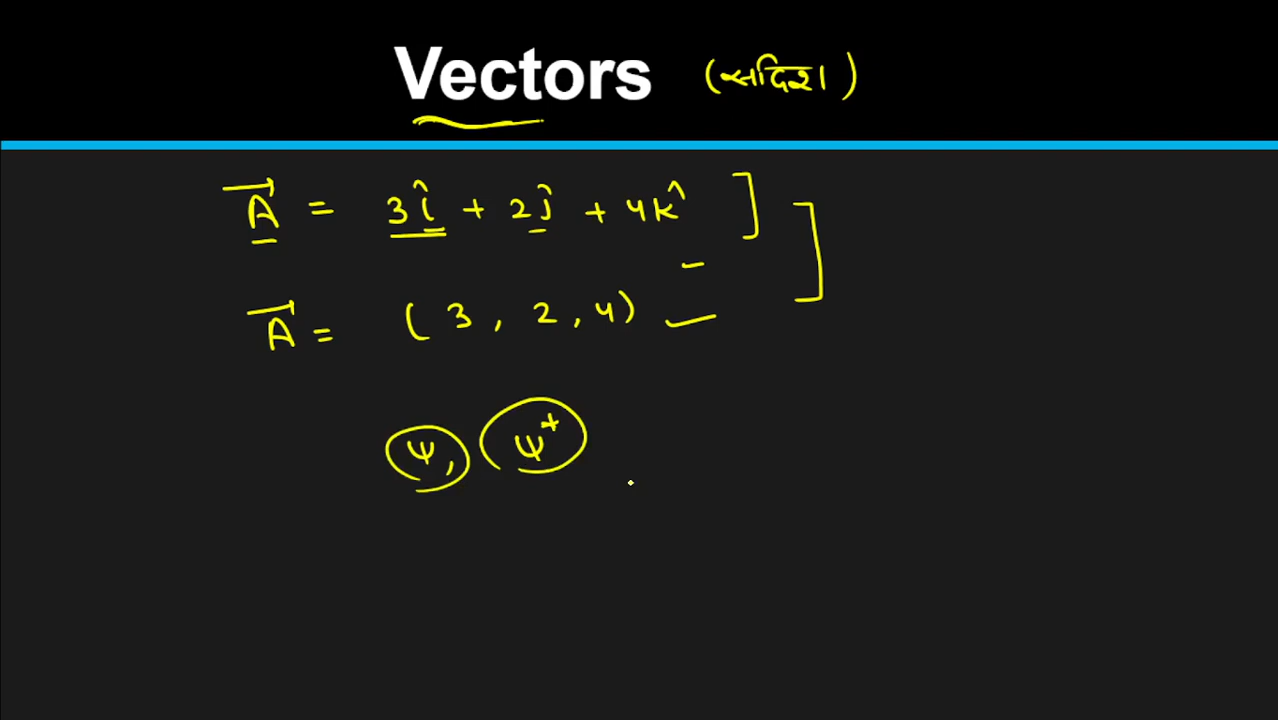 Vectors (सदिश)
A⃗ = 3î + 2ĵ + 4k̂
A⃗ = (3, 2, 4)
ψ, ψ⁺